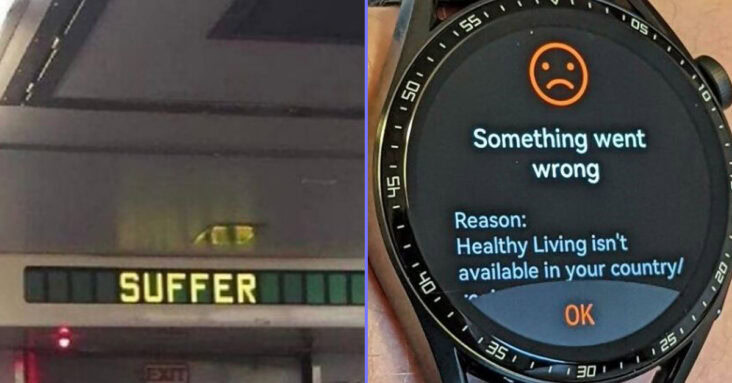 SUFFER
EXIT
55
05
50
10
45
40
20
35
30
25
Something went
wrong
Reason:
Healthy Living isn't
available in your country/
OK